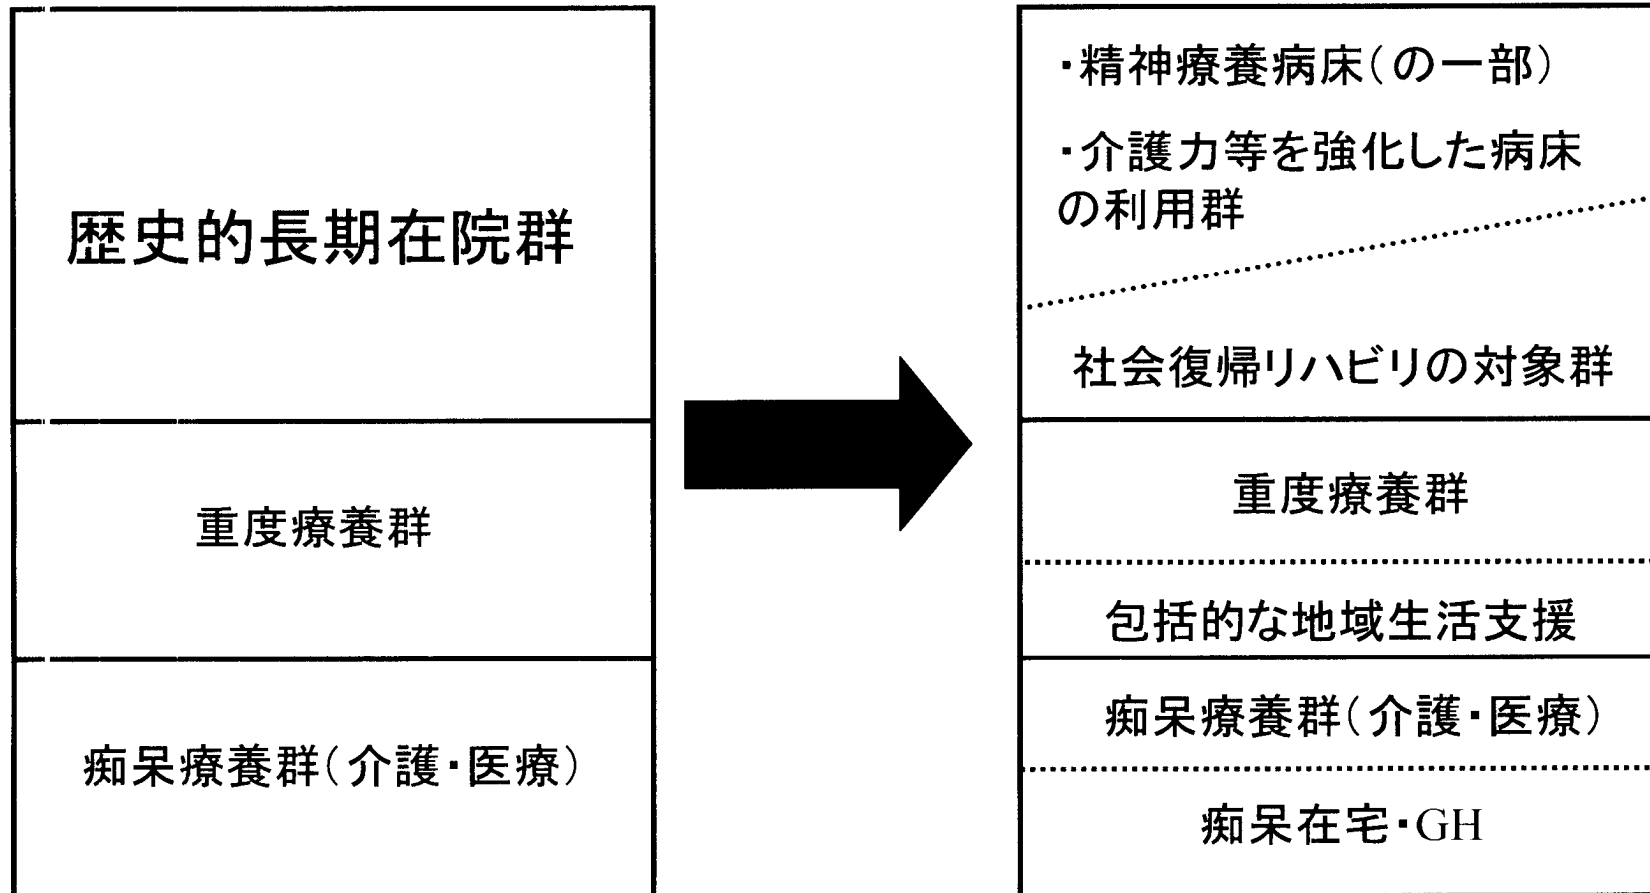 歴史的長期在院群
重度療養群
痴呆療養群(介護・医療)
・精神療養病床(の一部)
・介護力等を強化した病床
の利用群
社会復帰リハビリの対象群
重度療養群
包括的な地域生活支援
痴呆療養群(介護・医療)
痴呆在宅・GH